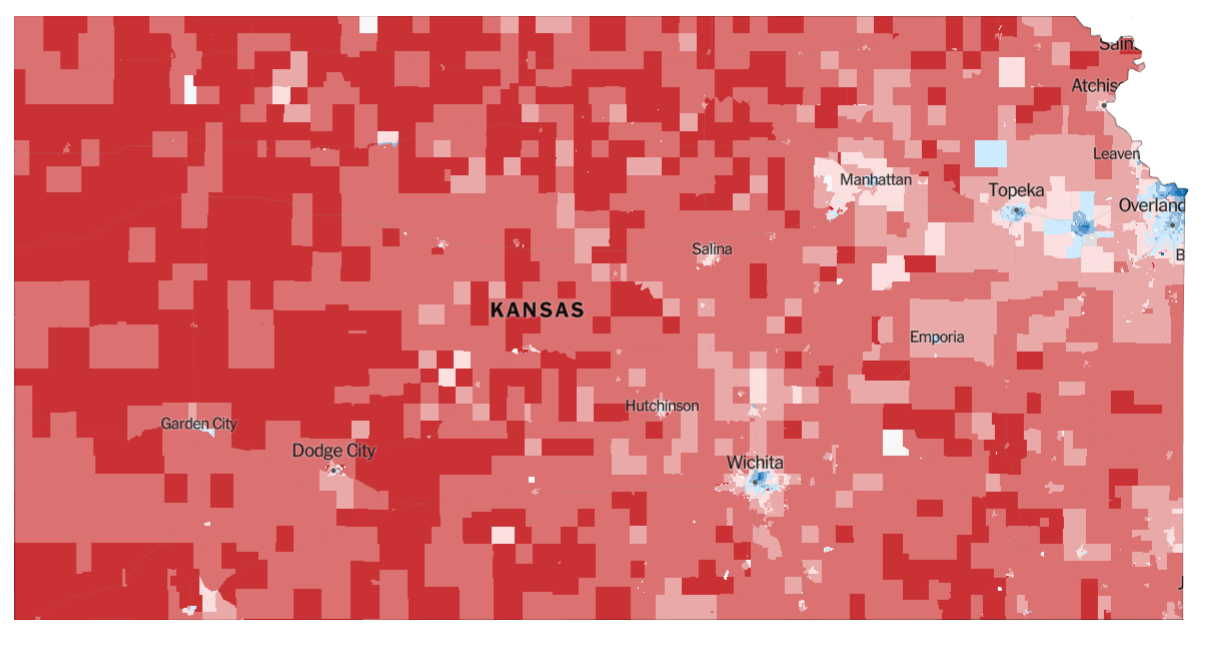 Sain
Atchis
Leaven
Manhattan
Topeka
Overland
Salina
B
KANSAS
Emporia
Hutchinson
Garden City
Dodge City
Wichita
J